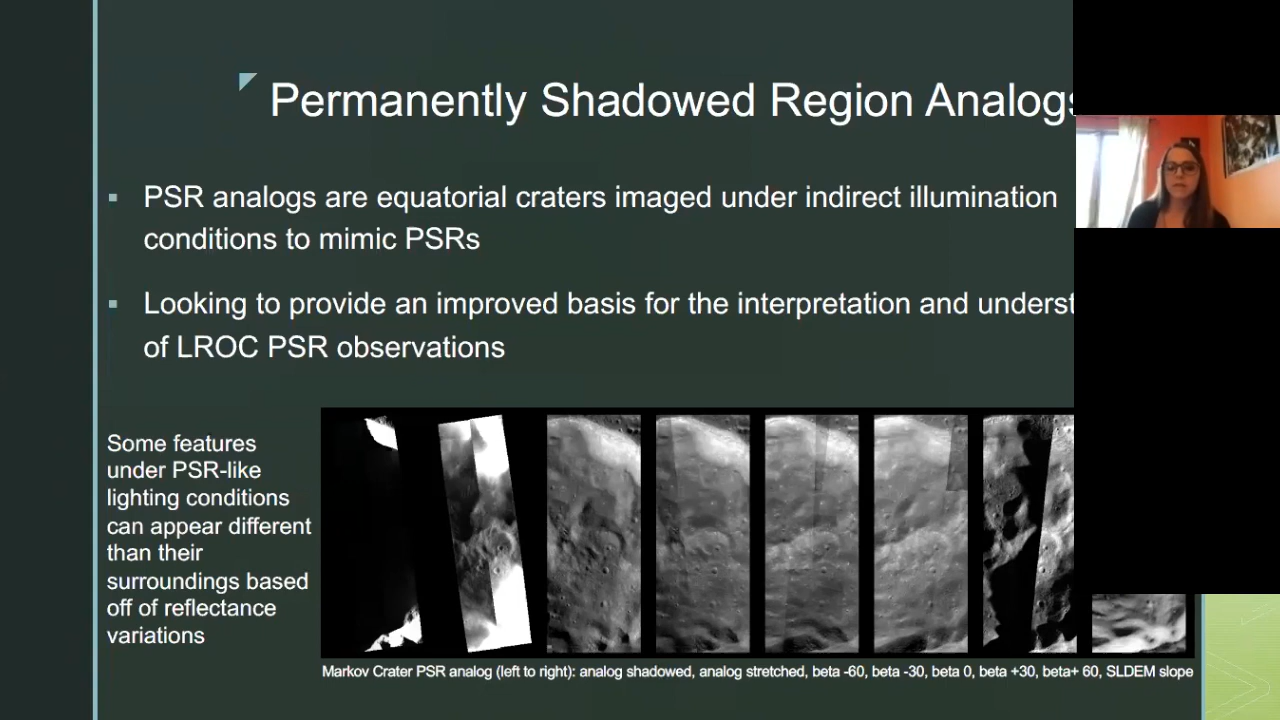 Permanently Shadowed Region Analogs
PSR analogs are equatorial craters imaged under indirect illumination
conditions to mimic PSRs
Looking to provide an improved basis for the interpretation and
of LROC PSR observations
Some features
under PSR-like
lighting conditions
can appear different
than their
surroundings based
off of reflectance
variations
Markov Crater PSR analog (left to right): analog shadowed, analog stretched, beta -60, beta -30, beta 0, beta +30, beta+ 60, SLDEM slope